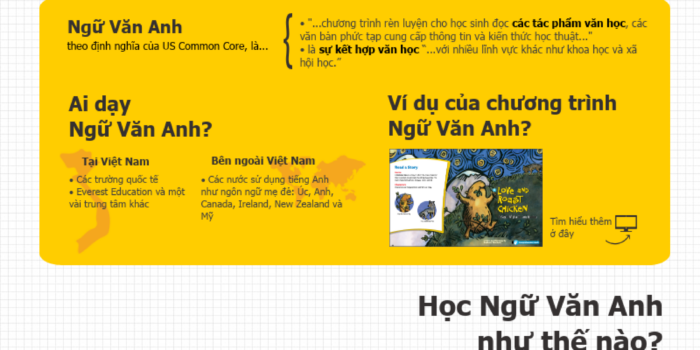 Ngữ Văn Anh
theo định nghĩa của US Common Core, là...
• "...chương trình rèn luyện cho học sinh đọc các tác phẩm văn học, các
văn bản phức tạp cung cấp thông tin và kiến thức học thuật..."
• là sự kết hợp văn học "...với nhiều lĩnh vực khác như khoa học và xã
hội học."
Ai dạy
Ngữ Văn Anh?
Tại Việt Nam
• Các trường quốc tế
• Everest Education và một
vài trung tâm khác
Bên ngoài Việt Nam
• Các nước sử dụng tiếng Anh
như ngôn ngữ mẹ đẻ: Úc, Anh,
Canada, Ireland, New Zealand và
Mỹ
Ví dụ của chương trình
Ngữ Văn Anh?
Read a Story
LOVE AND
ROAST
CHICKEN
Tìm hiểu thêm
ở đây
Học Ngữ Văn Anh
như thế nào?